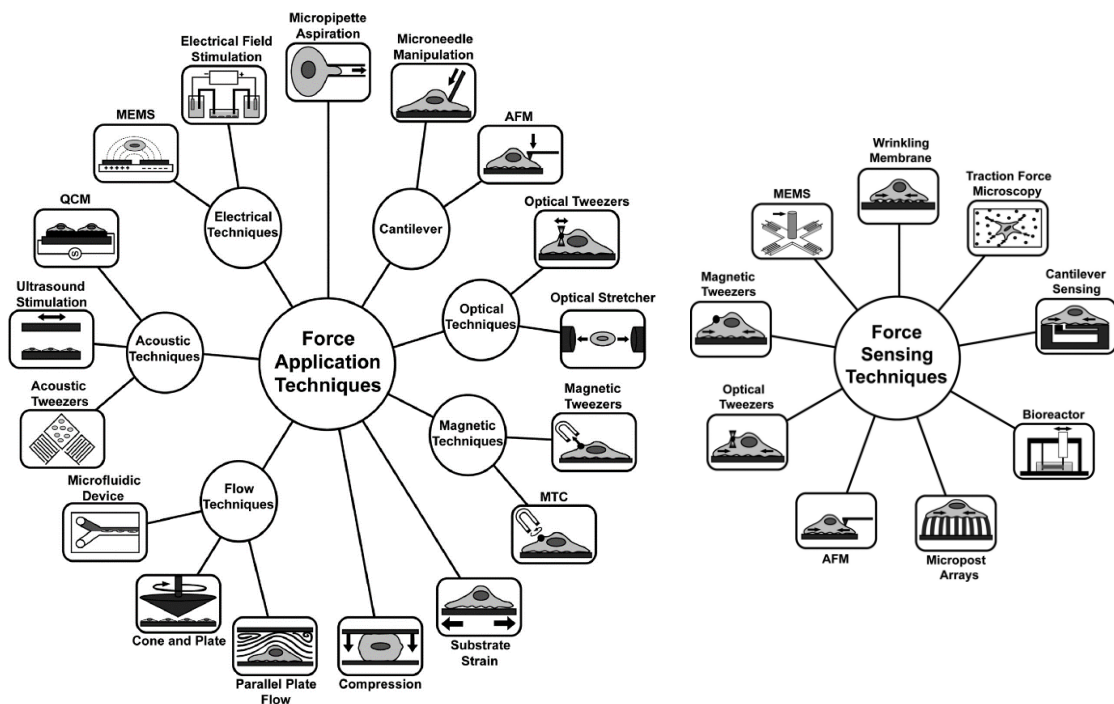 Micropipette
Aspiration
Electrical Field
Stimulation
− +
Microneedle
Manipulation
MEMS
+ + + + + − − − − −
AFM
QCM
S
Electrical
Techniques
Cantilever
Optical Tweezers
Ultrasound
Stimulation
Acoustic
Techniques
Force
Application
Techniques
Optical
Techniques
Optical Stretcher
Acoustic
Tweezers
Magnetic
Techniques
Magnetic
Tweezers
Microfluidic
Device
Flow
Techniques
MTC
Cone and Plate
Parallel Plate
Flow
Compression
Substrate
Strain
Wrinkling
Membrane
MEMS
Traction Force
Microscopy
Magnetic
Tweezers
Force
Sensing
Techniques
Cantilever
Sensing
Optical
Tweezers
Bioreactor
AFM
Micropost
Arrays